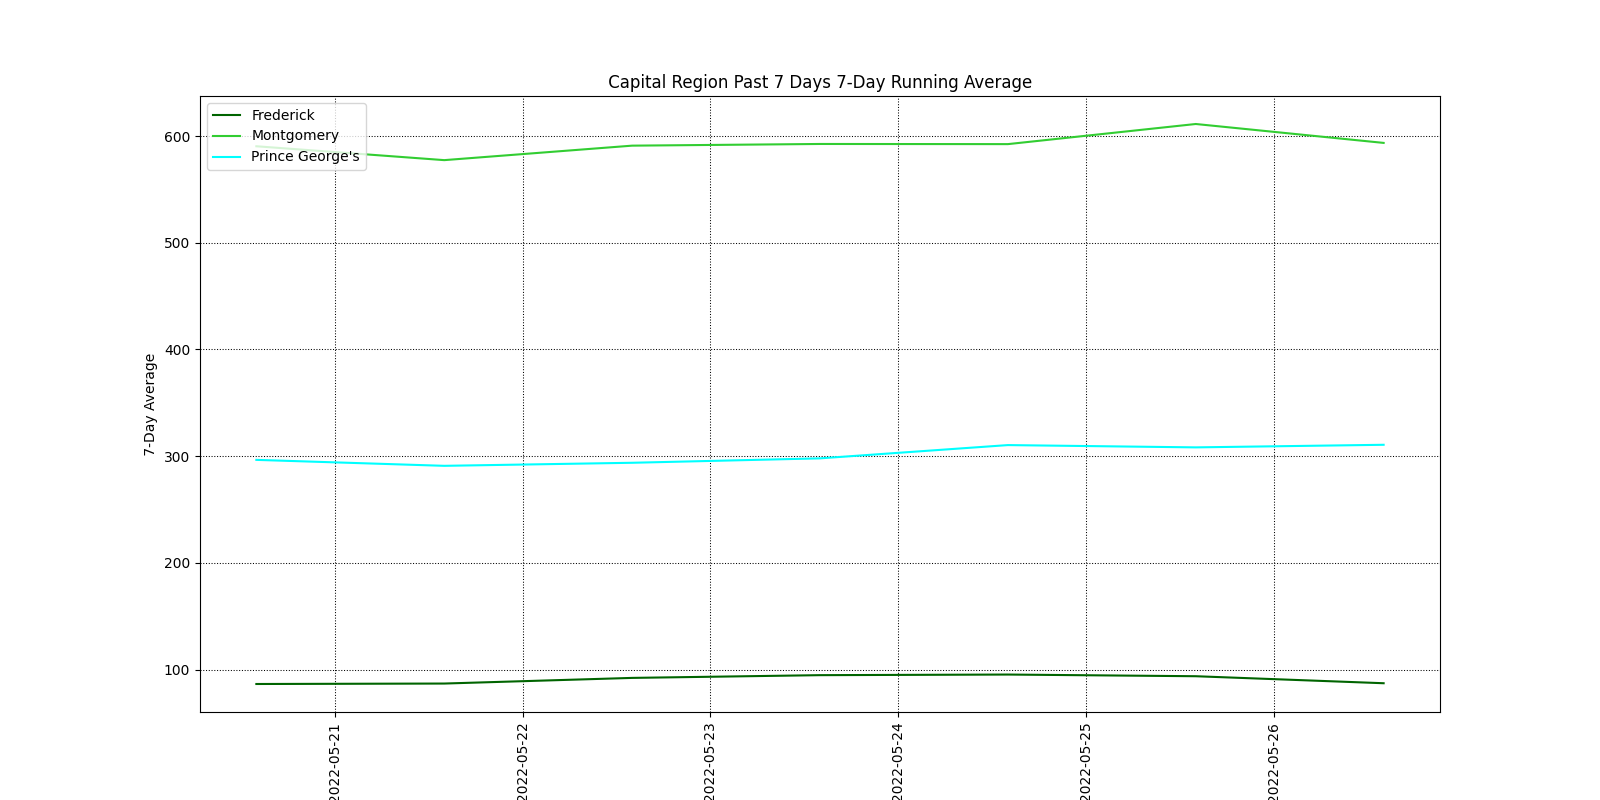 Capital Region Past 7 Days 7-Day Running Average
Frederick
Montgomery
Prince George's
600
500
400
300
200
100
7-Day Average
2022-05-21
2022-05-22
2022-05-23
2022-05-24
2022-05-25
2022-05-26